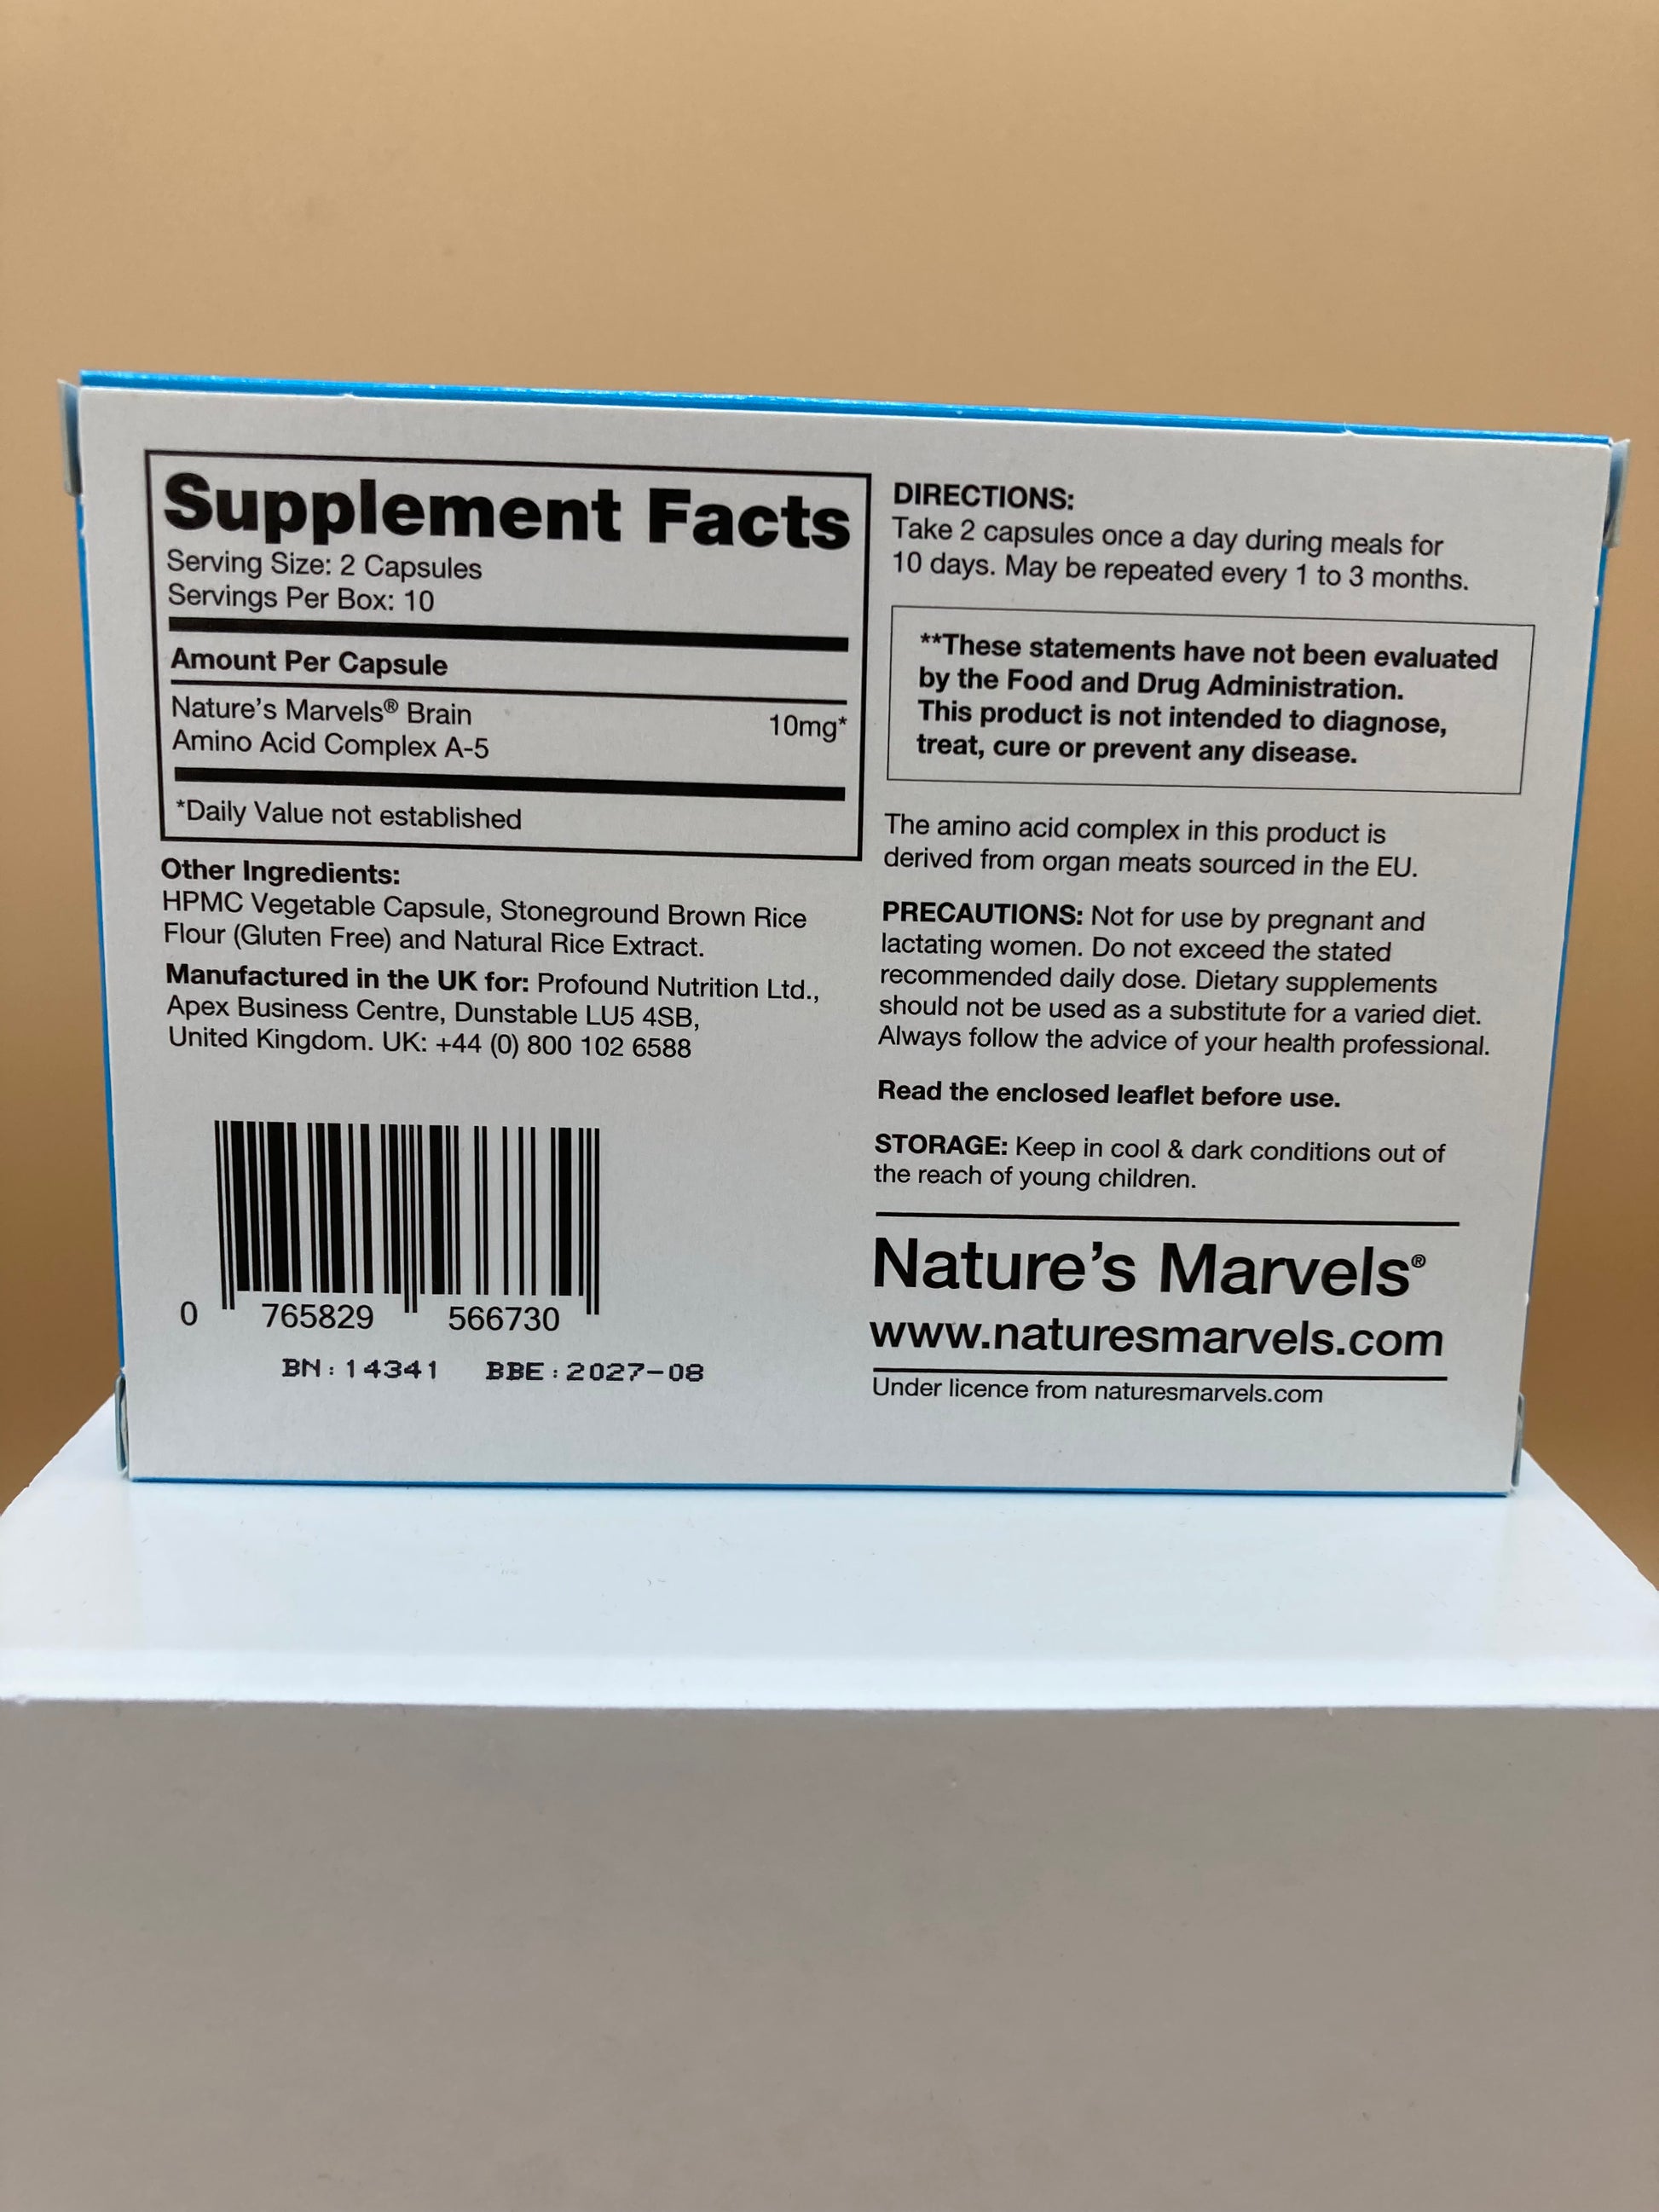 Supplement Facts
Serving Size: 2 Capsules
Servings Per Box: 10
Amount Per Capsule
Nature's Marvels® Brain
Amino Acid Complex A-5
10mg*
*Daily Value not established
Other Ingredients:
HPMC Vegetable Capsule, Stoneground Brown Rice
Flour (Gluten Free) and Natural Rice Extract.
Manufactured in the UK for: Profound Nutrition Ltd.,
Apex Business Centre, Dunstable LU5 4SB,
United Kingdom. UK: +44 (0) 800 102 6588
0 765829 566730
BN:14341 BBE:2027-08
DIRECTIONS:
Take 2 capsules once a day during meals for
10 days. May be repeated every 1 to 3 months.
**These statements have not been evaluated
by the Food and Drug Administration.
This product is not intended to diagnose,
treat, cure or prevent any disease.
The amino acid complex in this product is
derived from organ meats sourced in the EU.
PRECAUTIONS: Not for use by pregnant and
lactating women. Do not exceed the stated
recommended daily dose. Dietary supplements
should not be used as a substitute for a varied diet.
Always follow the advice of your health professional.
Read the enclosed leaflet before use.
STORAGE: Keep in cool & dark conditions out of
the reach of young children.
Nature's Marvels®
www.naturesmarvels.com
Under licence from naturesmarvels.com